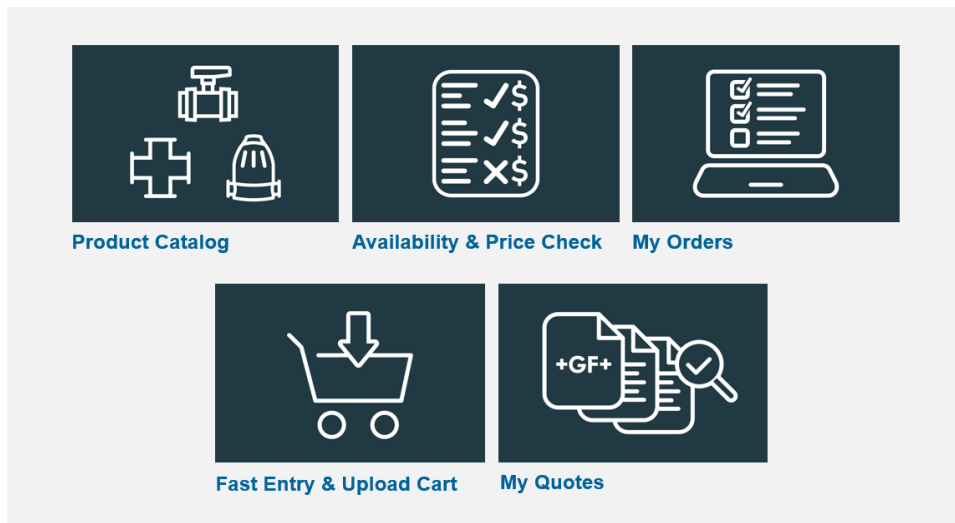 $
$
$
Product Catalog
Availability & Price Check
My Orders
+GF+
Fast Entry & Upload Cart
My Quotes